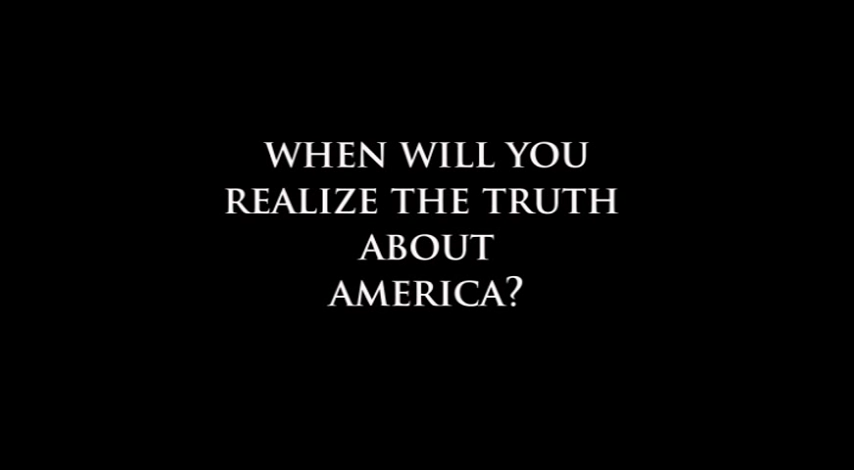 WHEN WILL YOU
REALIZE THE TRUTH
ABOUT
AMERICA?